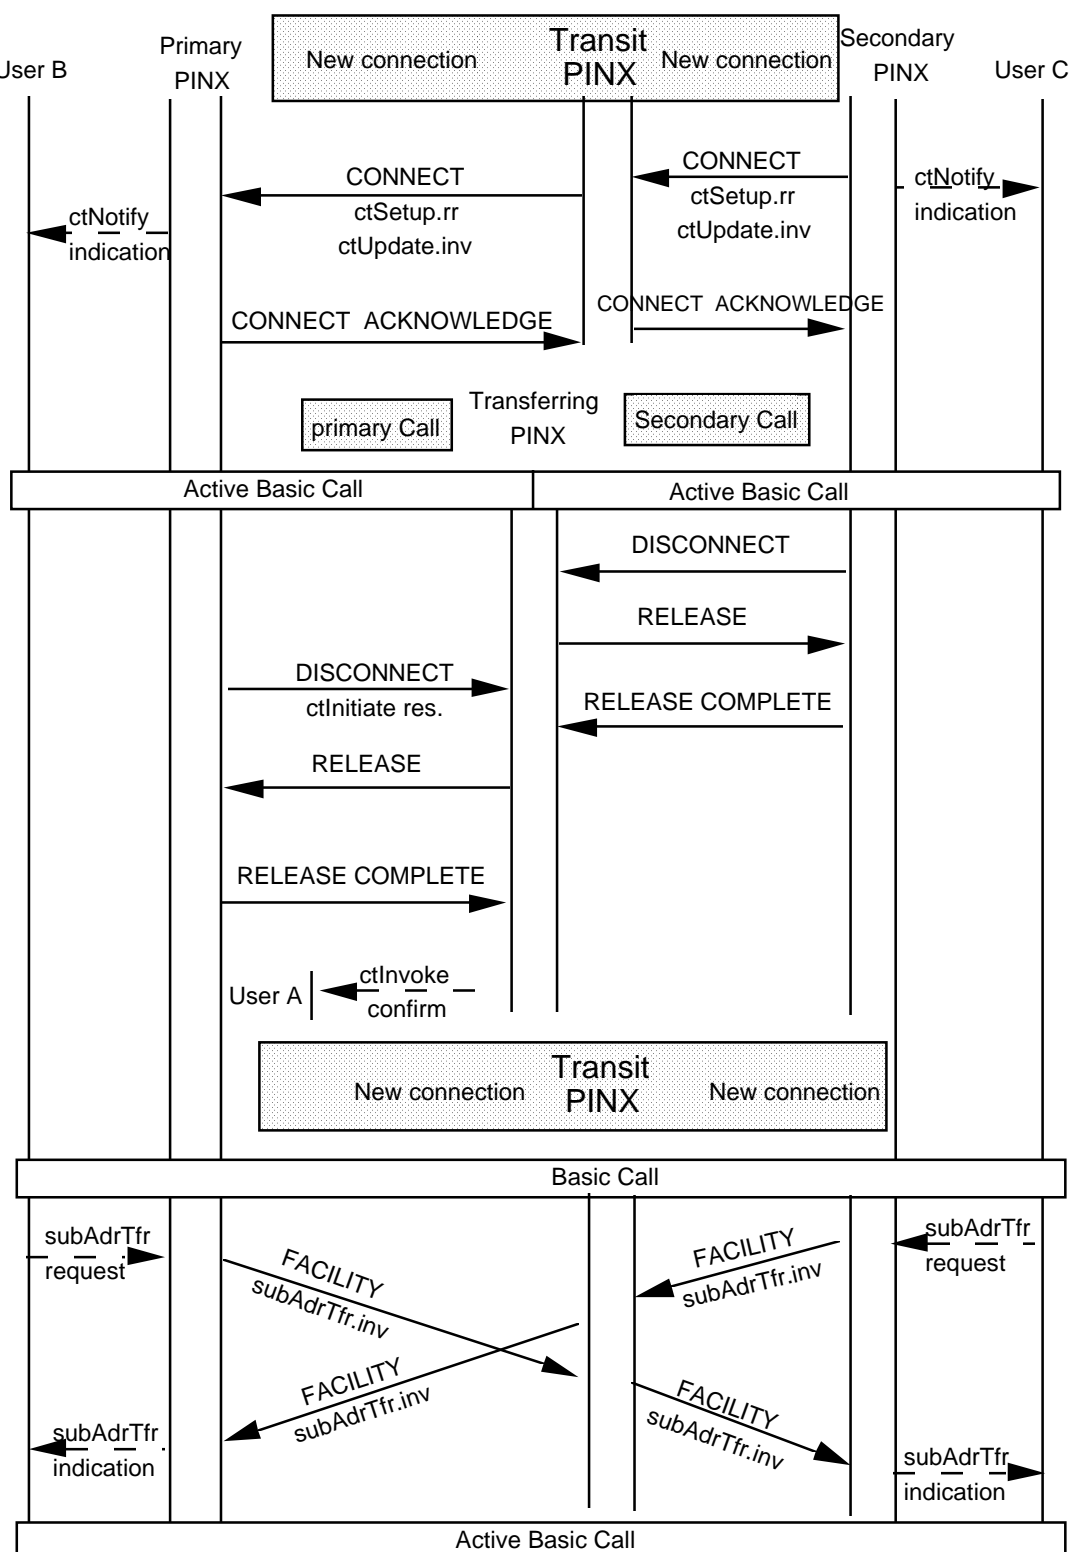 Primary
PINX
New connection
Transit
PINX
New connection
Secondary
PINX
User B
User C
CONNECT
ctSetup.rr
ctUpdate.inv
CONNECT
ctSetup.rr
ctUpdate.inv
ctNotify
indication
ctNotify
indication
CONNECT ACKNOWLEDGE
CONNECT ACKNOWLEDGE
primary Call
Transferring
PINX
Secondary Call
Active Basic Call
Active Basic Call
DISCONNECT
RELEASE
DISCONNECT
ctInitiate res.
RELEASE COMPLETE
RELEASE
RELEASE COMPLETE
User A
ctInvoke
confirm
New connection
Transit
PINX
New connection
Basic Call
subAdrTfr
request
FACILITY
subAdrTfr.inv
FACILITY
subAdrTfr.inv
subAdrTfr
request
FACILITY
subAdrTfr.inv
FACILITY
subAdrTfr.inv
subAdrTfr
indication
subAdrTfr
indication
Active Basic Call